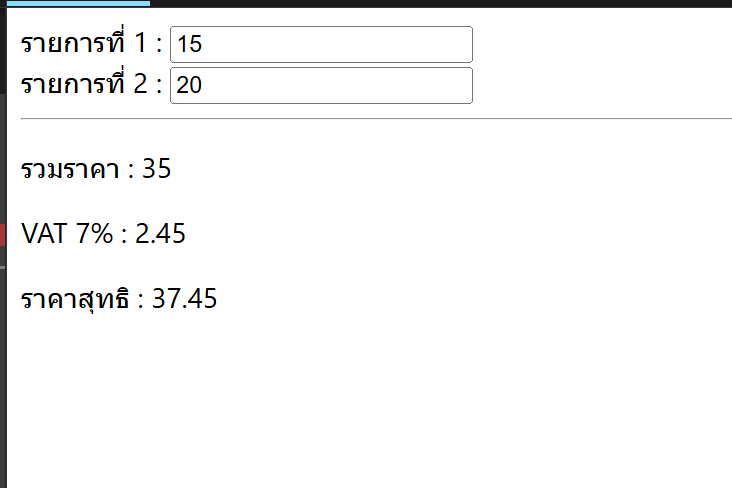 รายการที่ 1 : 15
รายการที่ 2 : 20
รวมราคา : 35
VAT 7% : 2.45
ราคาสุทธิ : 37.45